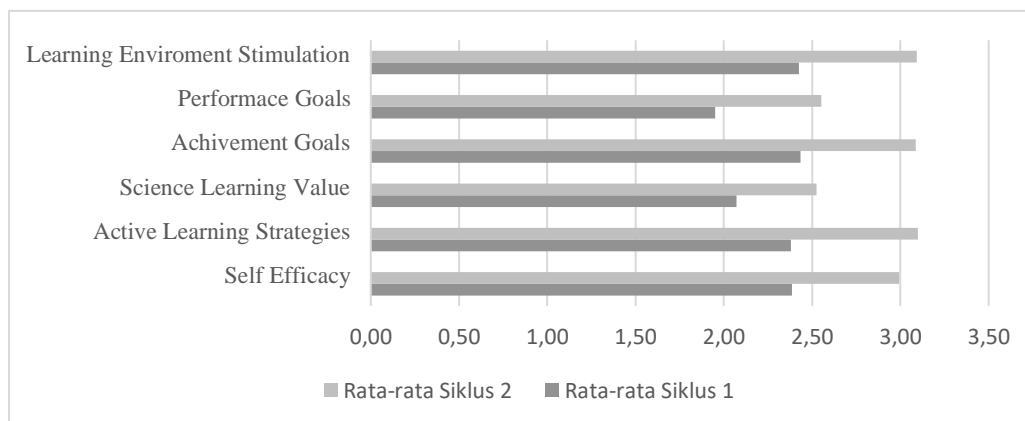 Learning Enviroment Stimulation
Performace Goals
Achivement Goals
Science Learning Value
Active Learning Strategies
Self Efficacy
0,00 0,50 1,00 1,50 2,00 2,50 3,00 3,50
Rata-rata Siklus 2 Rata-rata Siklus 1